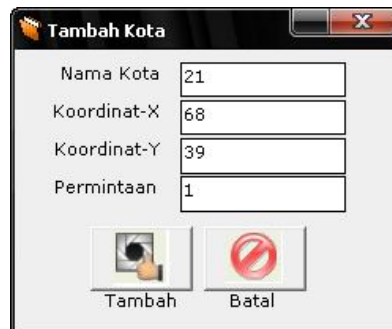 Tambah Kota
Nama Kota 21
Koordinat-X 68
Koordinat-Y 39
Permintaan 1
Tambah Batal